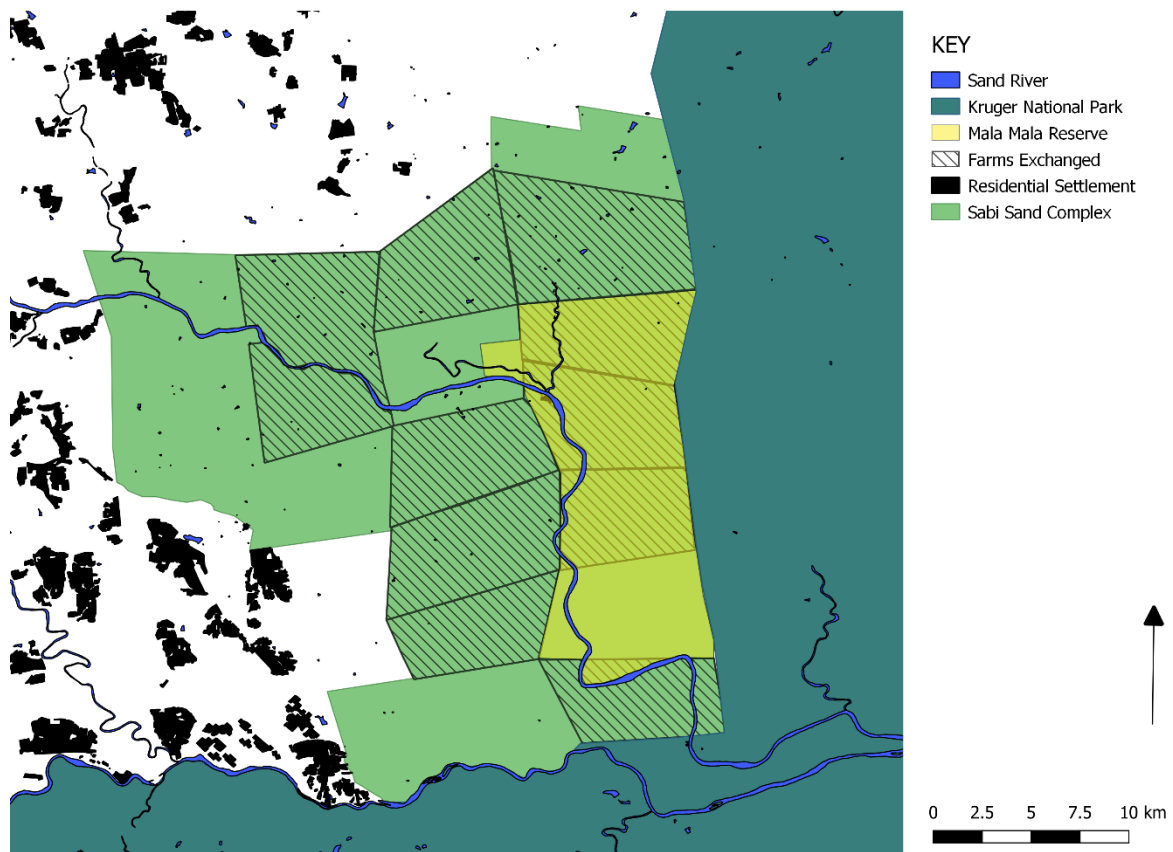 KEY
Sand River
Kruger National Park
Mala Mala Reserve
Farms Exchanged
Residential Settlement
Sabi Sand Complex
0 2.5 5 7.5 10 km